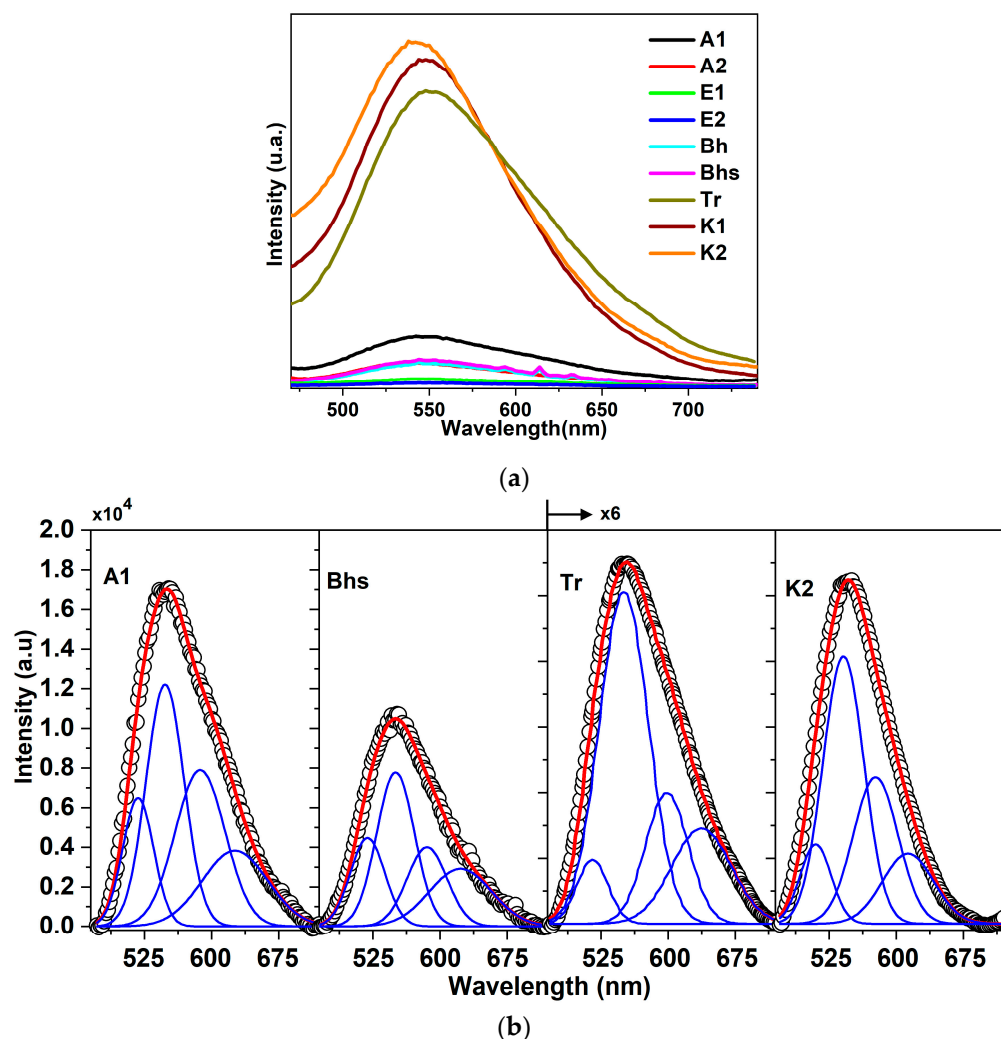 A1
A2
E1
E2
Bh
Bhs
Tr
K1
K2
Intensity (u.a.)
500 550 600 650 700
Wavelength(nm)
(a)
x10⁴ x6
2.0
1.8
1.6
1.4
1.2
1.0
0.8
0.6
0.4
0.2
0.0
Intensity (a.u)
A1 Bhs Tr K2
525 600 675 525 600 675 525 600 675 525 600 675
Wavelength (nm)
(b)